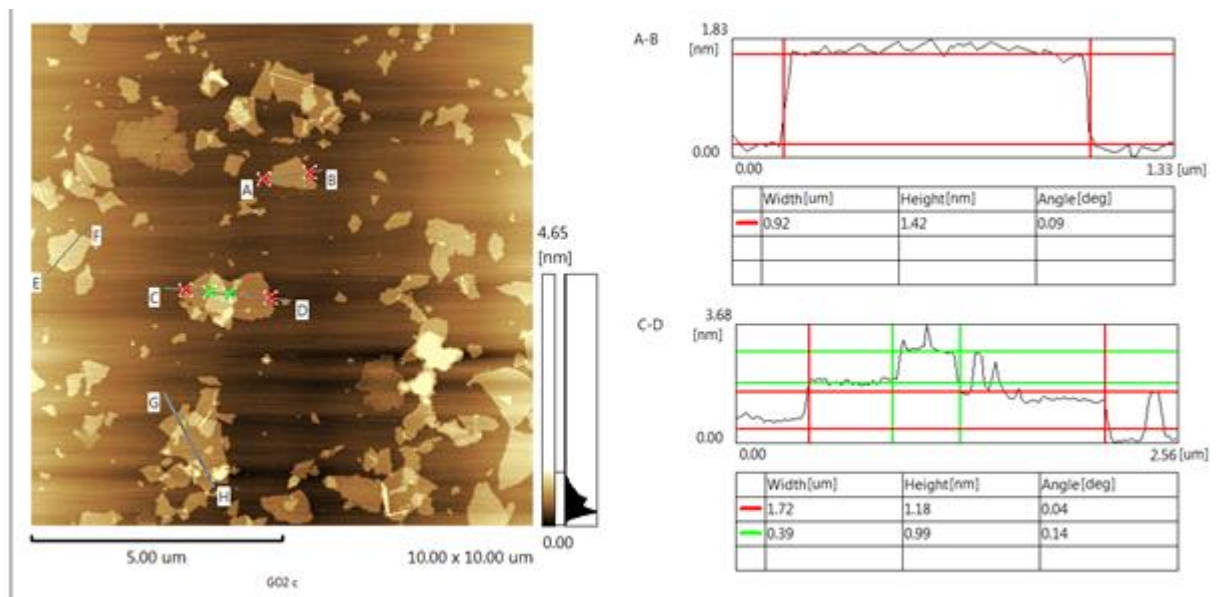 A
B
F
E
C
D
G
H
4.65
[nm]
0.00
5.00 um
10.00 x 10.00 um
GO2 c
A-B
1.83
[nm]
0.00
0.00
1.33 [um]
Width[um] Height[nm] Angle[deg]
0.92 1.42 0.09
C-D
3.68
[nm]
0.00
0.00
2.56 [um]
Width[um] Height[nm] Angle[deg]
1.72 1.18 0.04
0.39 0.99 0.14